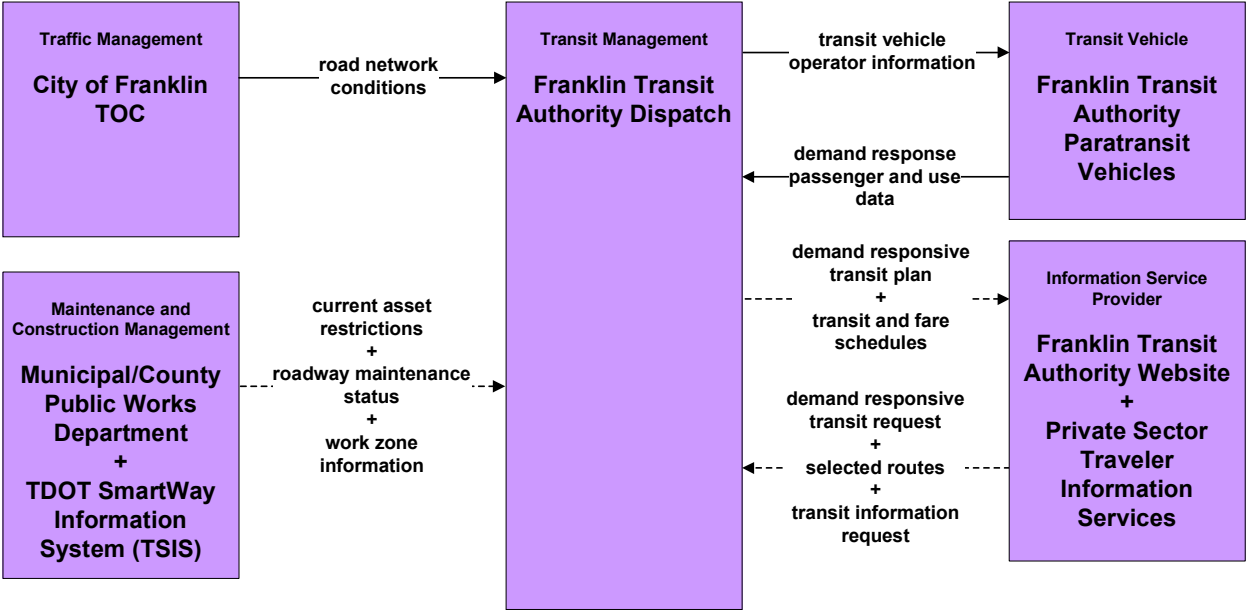 Traffic Management
City of Franklin
TOC
road network
conditions
Transit Management
Franklin Transit
Authority Dispatch
transit vehicle
operator information
demand response
passenger and use
data
Transit Vehicle
Franklin Transit
Authority
Paratransit
Vehicles
Maintenance and
Construction Management
Municipal/County
Public Works
Department
+
TDOT SmartWay
Information
System (TSIS)
current asset
restrictions
+
roadway maintenance
status
+
work zone
information
demand responsive
transit plan
+
transit and fare
schedules
demand responsive
transit request
+
selected routes
+
transit information
request
Information Service
Provider
Franklin Transit
Authority Website
+
Private Sector
Traveler
Information
Services